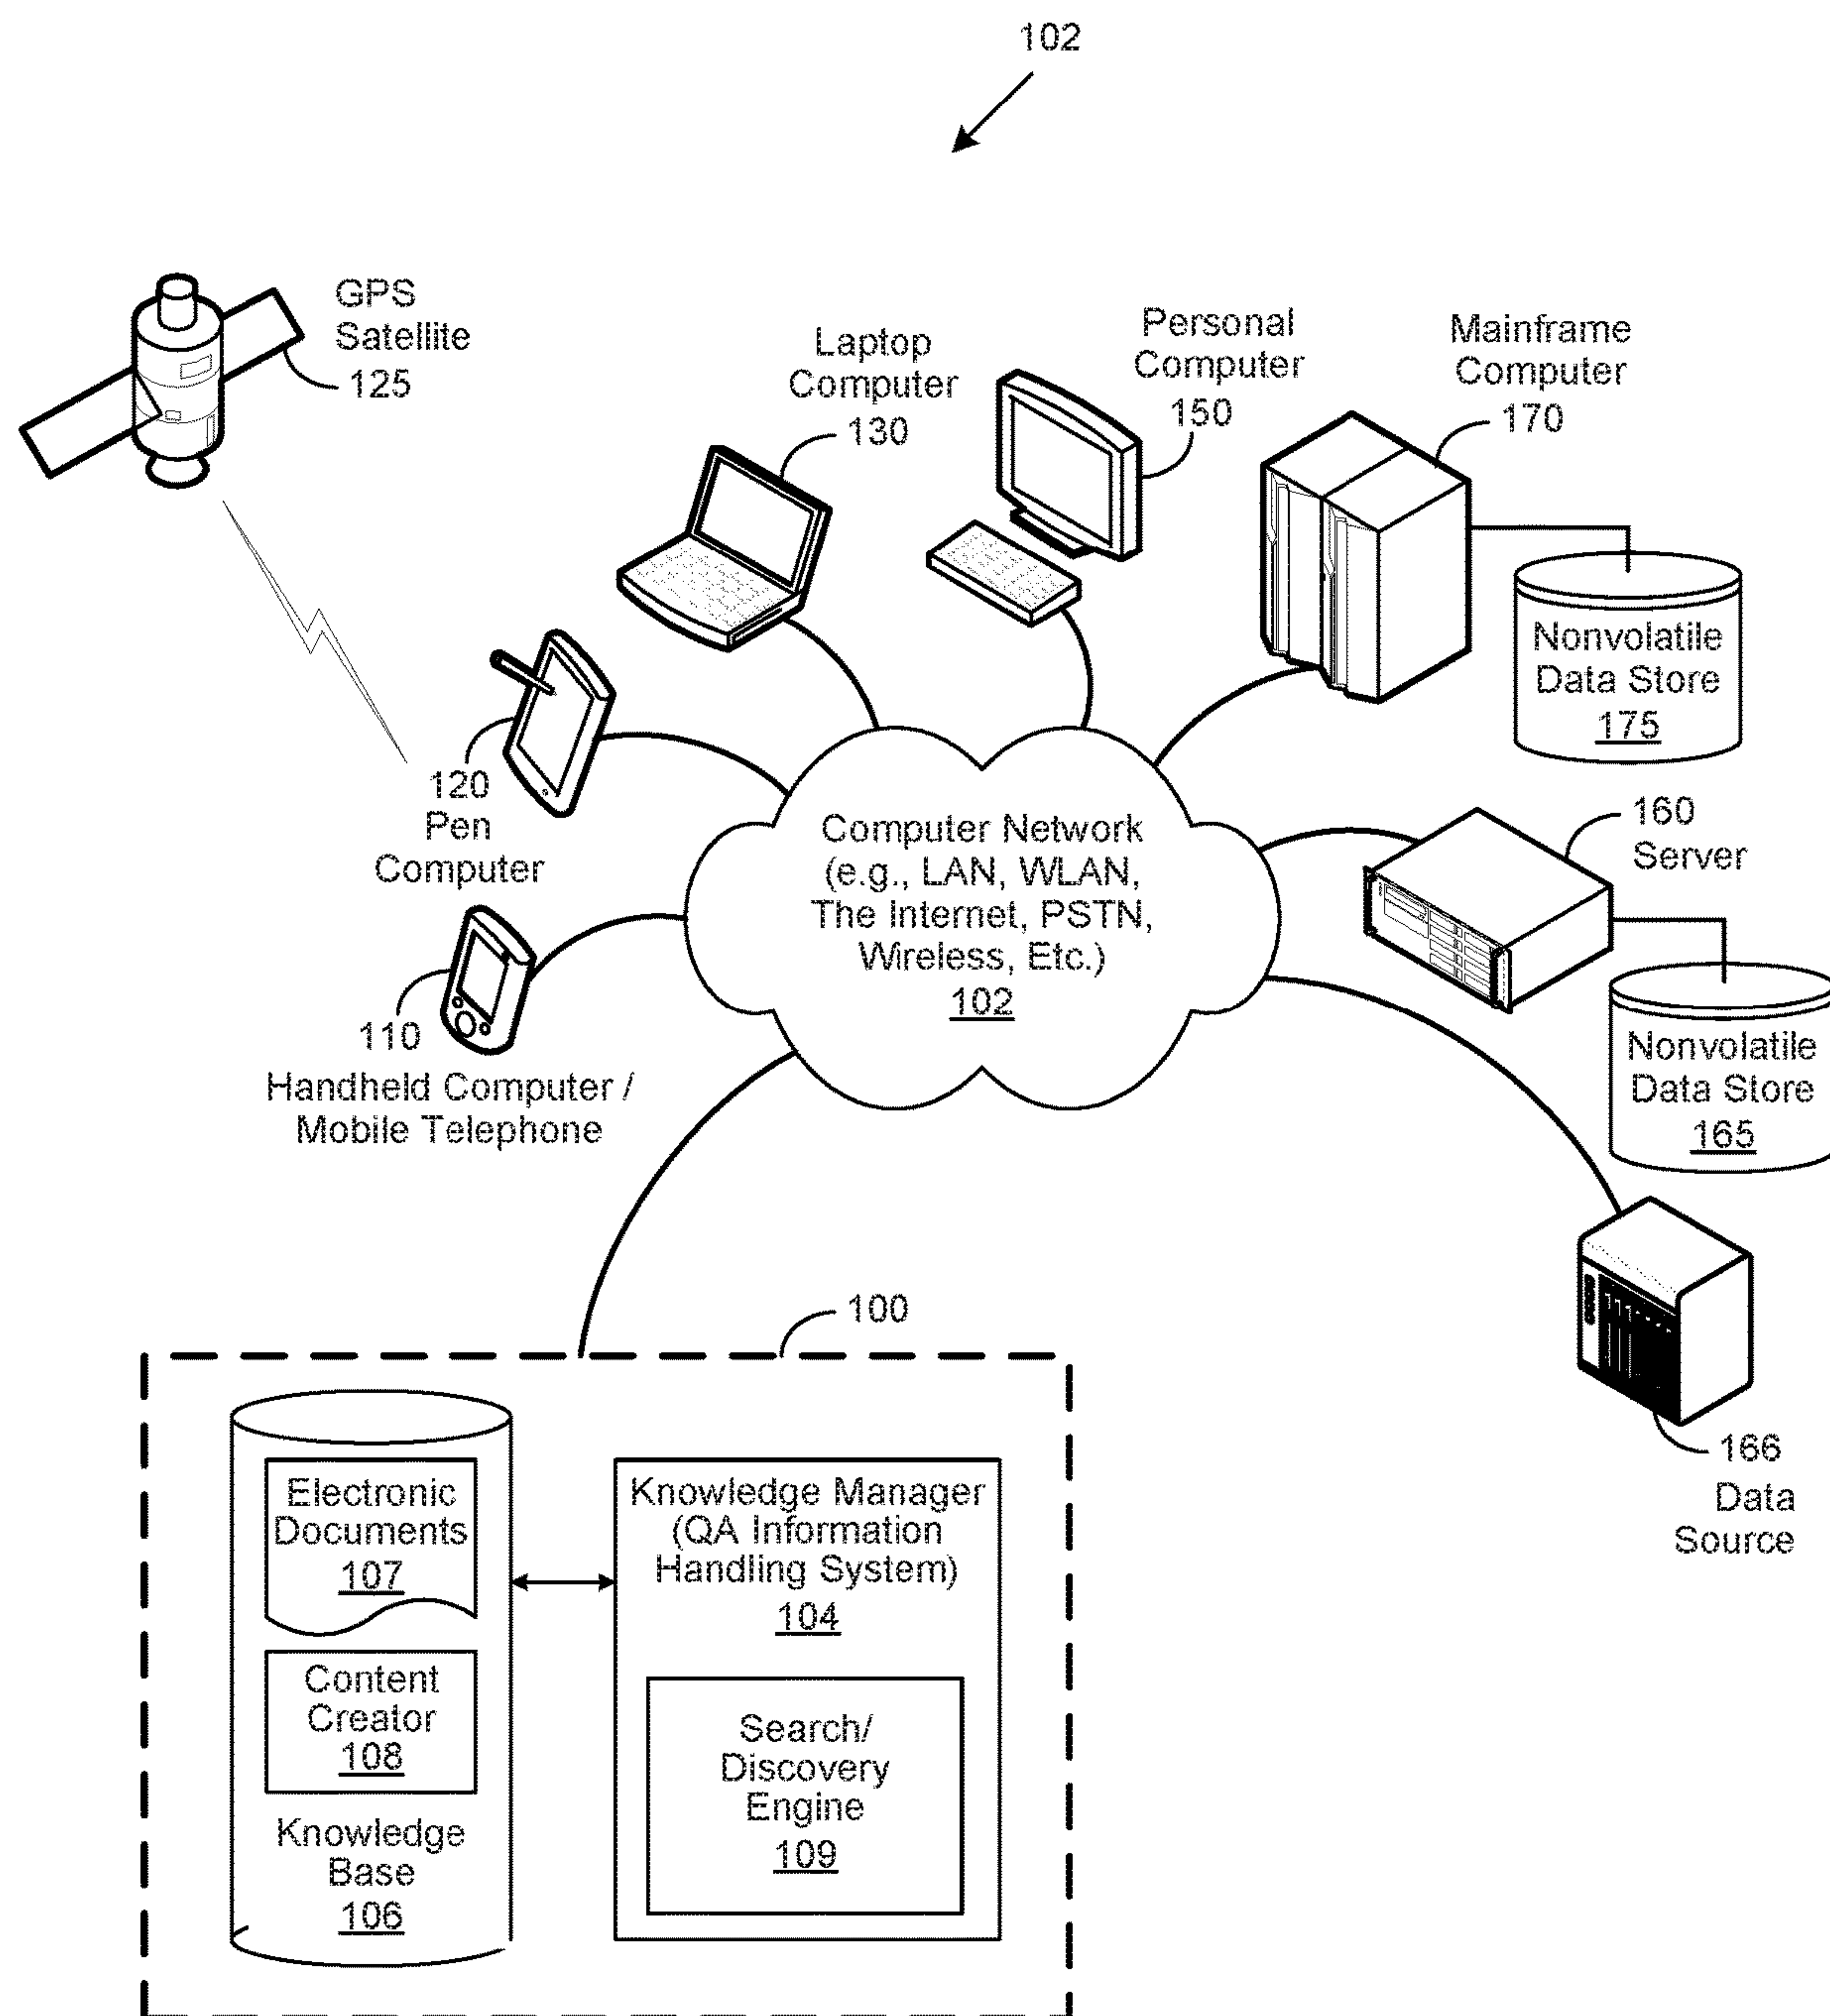 102
GPS
Satellite
125
Laptop
Computer
130
Personal
Computer
150
Mainframe
Computer
170
Nonvolatile
Data Store
175
120
Pen
Computer
Computer Network
(e.g., LAN, WLAN,
The Internet, PSTN,
Wireless, Etc.)
102
160
Server
110
Handheld Computer /
Mobile Telephone
Nonvolatile
Data Store
165
100
166
Data
Source
Electronic
Documents
107
Content
Creator
108
Knowledge
Base
106
Knowledge Manager
(QA Information
Handling System)
104
Search/
Discovery
Engine
109